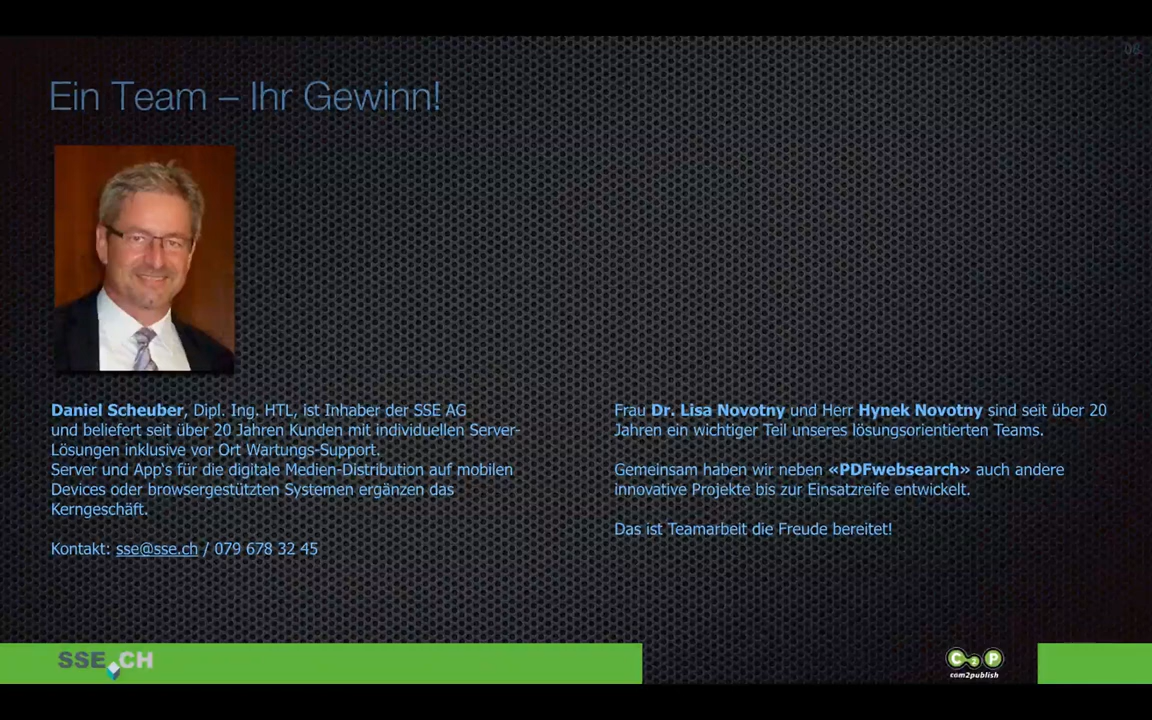 08
Ein Team – Ihr Gewinn!
Daniel Scheuber, Dipl. Ing. HTL, ist Inhaber der SSE AG
und beliefert seit über 20 Jahren Kunden mit individuellen Server-
Lösungen inklusive vor Ort Wartungs-Support.
Server und App's für die digitale Medien-Distribution auf mobilen
Devices oder browsergestützten Systemen ergänzen das
Kerngeschäft.
Kontakt: sse@sse.ch / 079 678 32 45
Frau Dr. Lisa Novotny und Herr Hynek Novotny sind seit über 20
Jahren ein wichtiger Teil unseres lösungsorientierten Teams.
Gemeinsam haben wir neben «PDFwebsearch» auch andere
innovative Projekte bis zur Einsatzreife entwickelt.
Das ist Teamarbeit die Freude bereitet!
SSE CH
C2P
com2publish